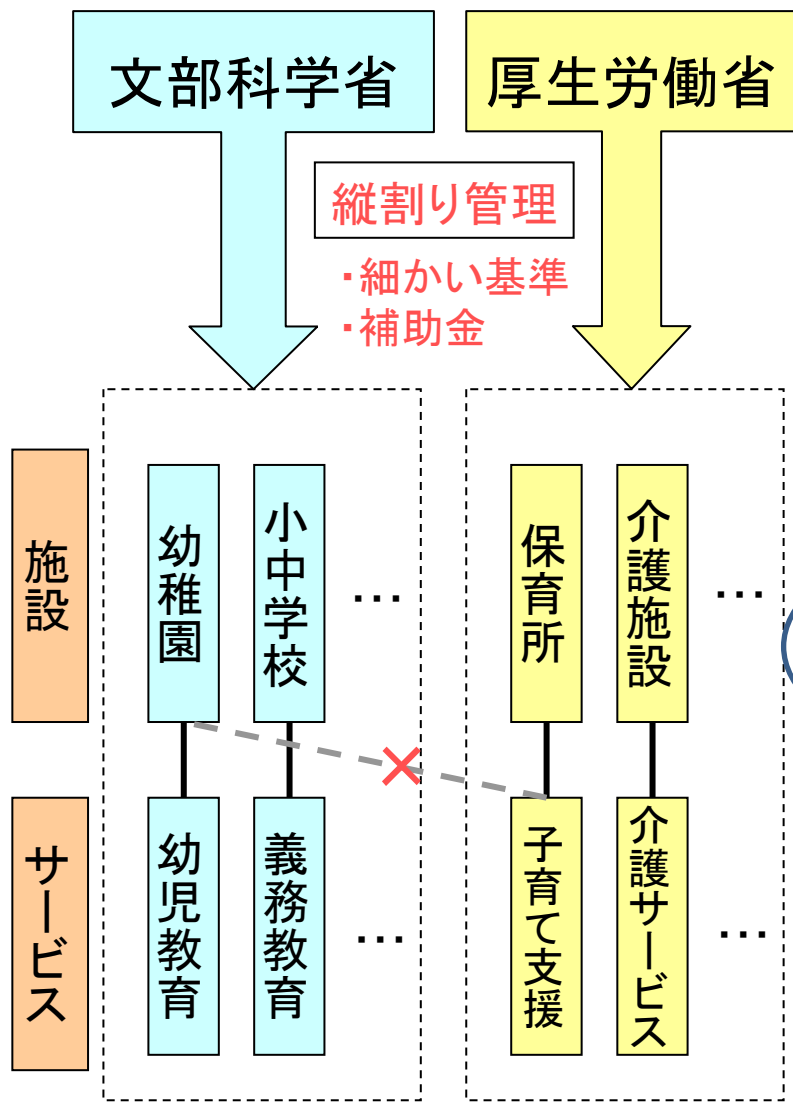 文部科学省
厚生労働省
縦割り管理
・細かい基準
・補助金
施設
幼稚園
小中学校
…
保育所
介護施設
…
サービス
幼児教育
義務教育
…
子育て支援
介護サービス
…